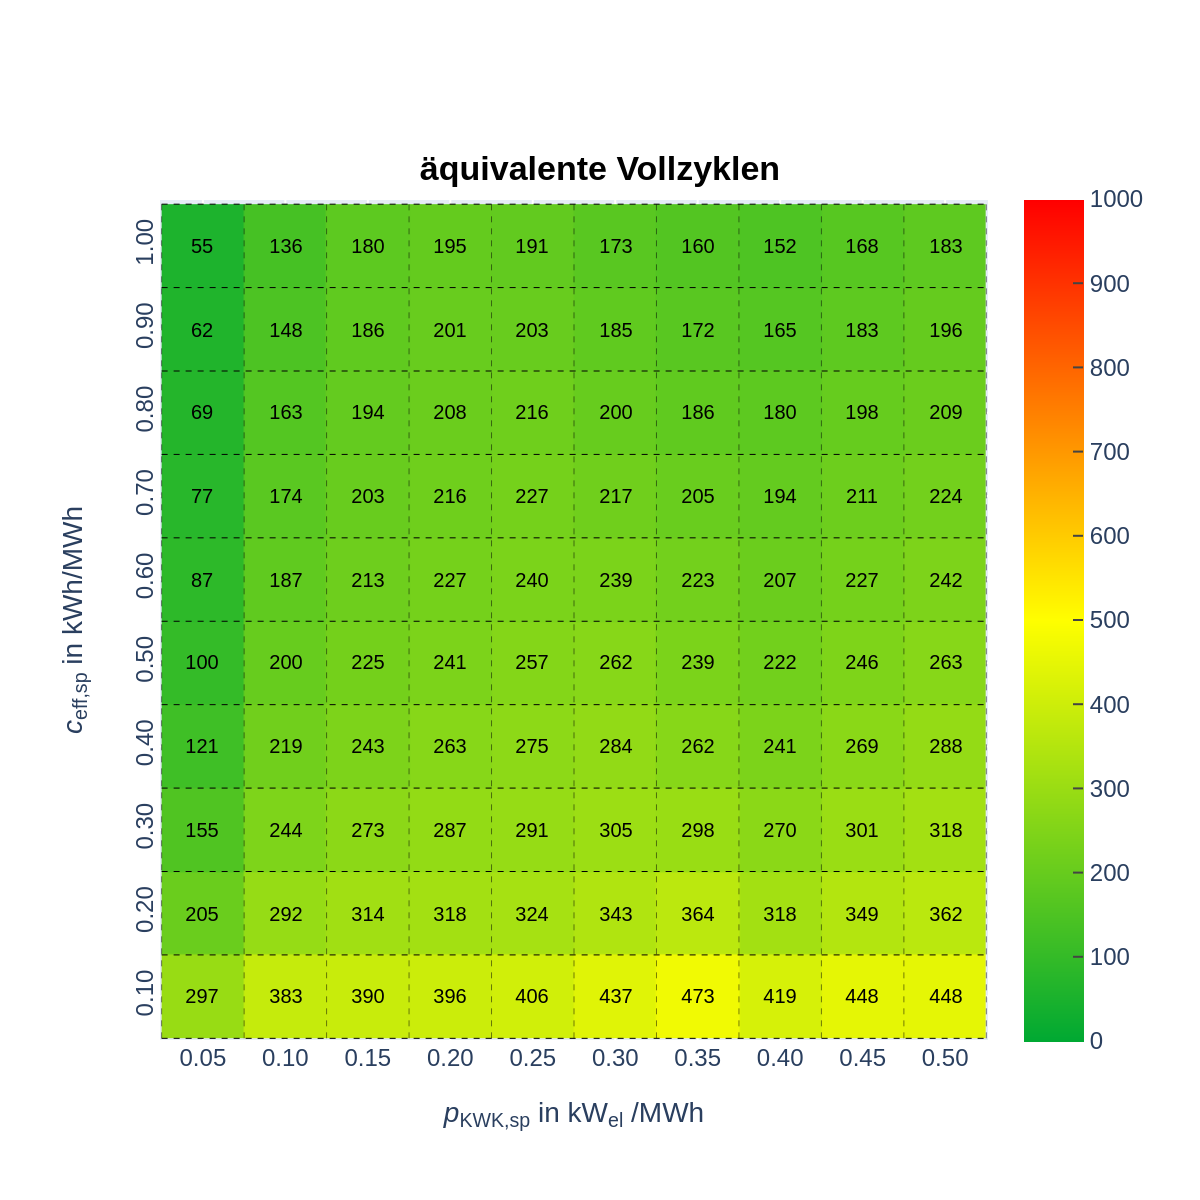 äquivalente Vollzyklen
1.00 55 136 180 195 191 173 160 152 168 183
0.90 62 148 186 201 203 185 172 165 183 196
0.80 69 163 194 208 216 200 186 180 198 209
0.70 77 174 203 216 227 217 205 194 211 224
0.60 87 187 213 227 240 239 223 207 227 242
0.50 100 200 225 241 257 262 239 222 246 263
0.40 121 219 243 263 275 284 262 241 269 288
0.30 155 244 273 287 291 305 298 270 301 318
0.20 205 292 314 318 324 343 364 318 349 362
0.10 297 383 390 396 406 437 473 419 448 448
0.05 0.10 0.15 0.20 0.25 0.30 0.35 0.40 0.45 0.50
p_KWK,sp in kW_el /MWh
c_eff,sp in kWh/MWh
1000
900
800
700
600
500
400
300
200
100
0